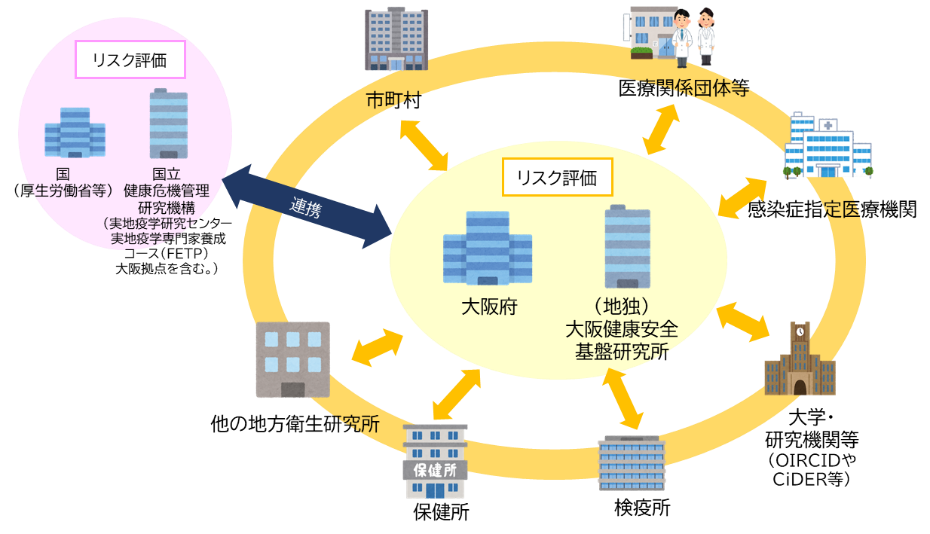 リスク評価
国
（厚生労働省等）
国立
健康危機管理
研究機構
（実地疫学研究センター
実地疫学専門家養成
コース（FETP）
大阪拠点を含む。）
連携
市町村
医療関係団体等
感染症指定医療機関
リスク評価
大阪府
（地独）
大阪健康安全
基盤研究所
他の地方衛生研究所
保健所
保健所
検疫所
大学・
研究機関等
（OIRCIDや
CiDER等）